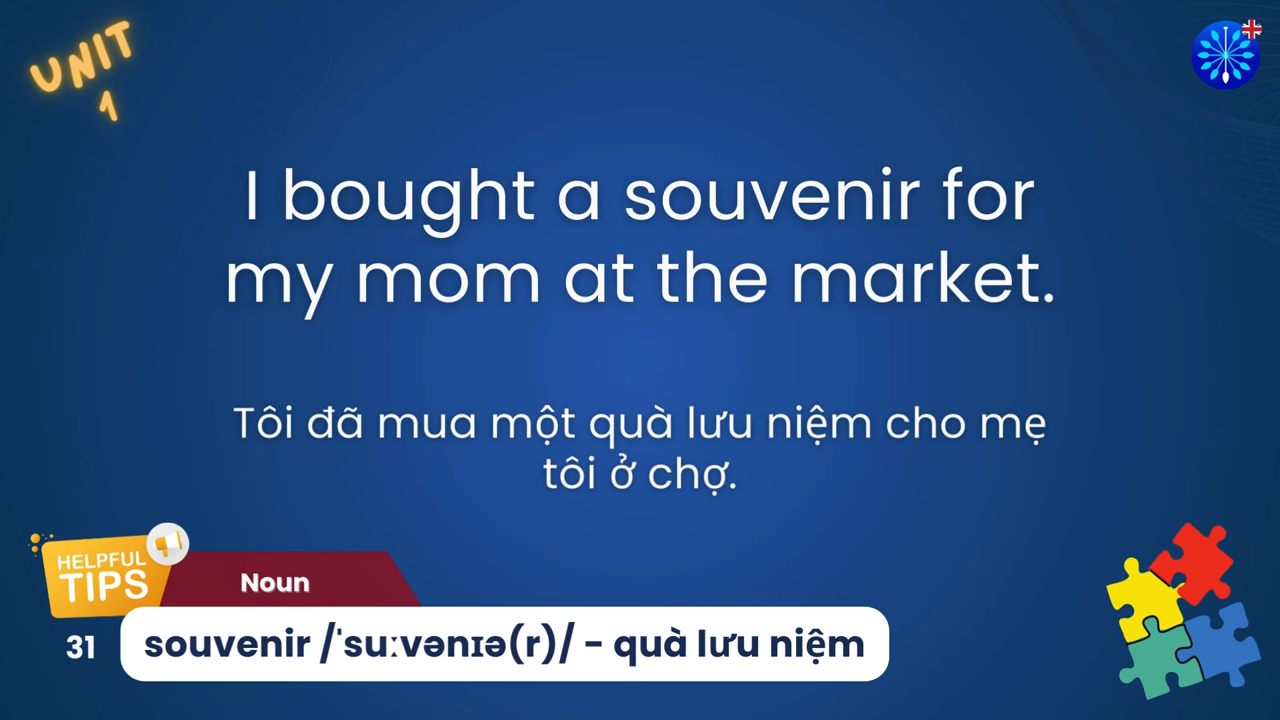 UNIT
1
I bought a souvenir for
my mom at the market.
Tôi đã mua một quà lưu niệm cho mẹ
tôi ở chợ.
HELPFUL
TIPS
Noun
31
souvenir /ˈsuːvənɪə(r)/ - quà lưu niệm